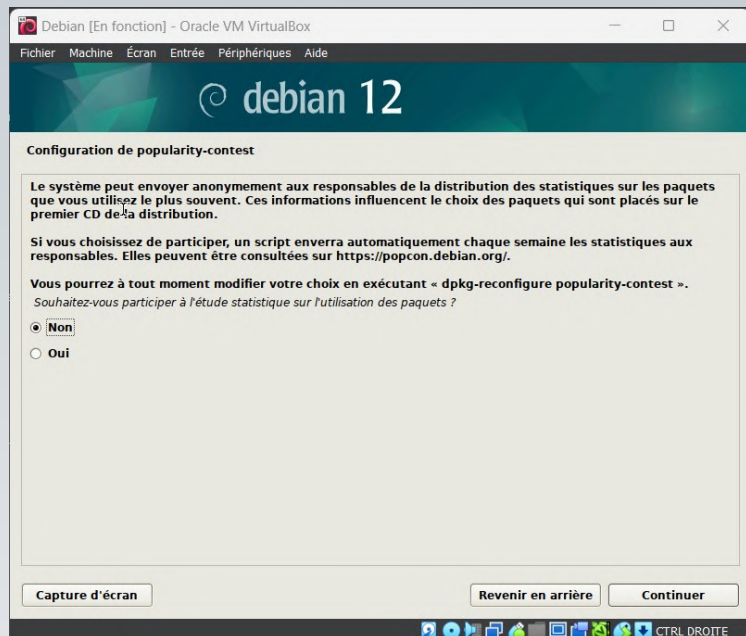 Debian [En fonction] - Oracle VM VirtualBox
Fichier Machine Écran Entrée Périphériques Aide
debian 12
Configuration de popularity-contest
Le système peut envoyer anonymement aux responsables de la distribution des statistiques sur les paquets
que vous utilisez le plus souvent. Ces informations influencent le choix des paquets qui sont placés sur le
premier CD de la distribution.
Si vous choisissez de participer, un script enverra automatiquement chaque semaine les statistiques aux
responsables. Elles peuvent être consultées sur https://popcon.debian.org/.
Vous pourrez à tout moment modifier votre choix en exécutant « dpkg-reconfigure popularity-contest ».
Souhaitez-vous participer à l'étude statistique sur l'utilisation des paquets ?
Non
Oui
Capture d'écran Revenir en arrière Continuer
CTRL DROITE